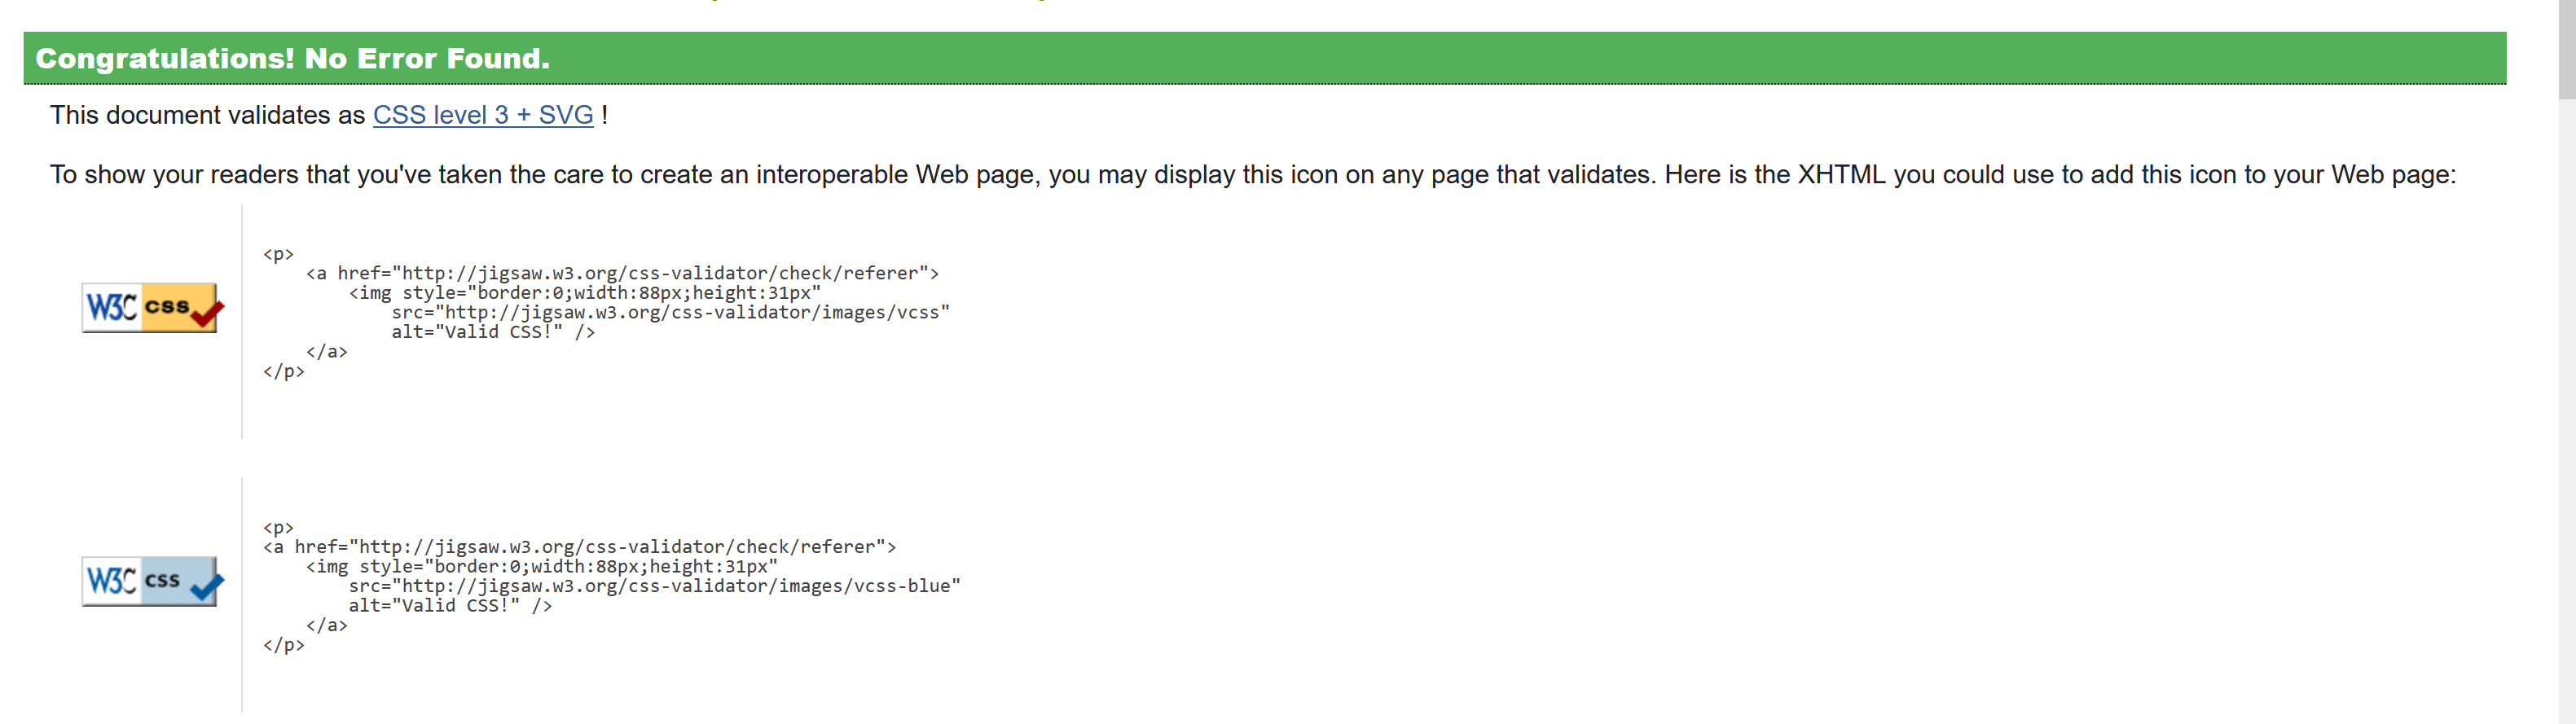 Congratulations! No Error Found.
This document validates as CSS level 3 + SVG !
To show your readers that you've taken the care to create an interoperable Web page, you may display this icon on any page that validates. Here is the XHTML you could use to add this icon to your Web page:
W3C css
<p>
    <a href="http://jigsaw.w3.org/css-validator/check/referer">
        <img style="border:0;width:88px;height:31px"
            src="http://jigsaw.w3.org/css-validator/images/vcss"
            alt="Valid CSS!" />
    </a>
</p>
W3C css
<p>
<a href="http://jigsaw.w3.org/css-validator/check/referer">
    <img style="border:0;width:88px;height:31px"
        src="http://jigsaw.w3.org/css-validator/images/vcss-blue"
        alt="Valid CSS!" />
    </a>
</p>